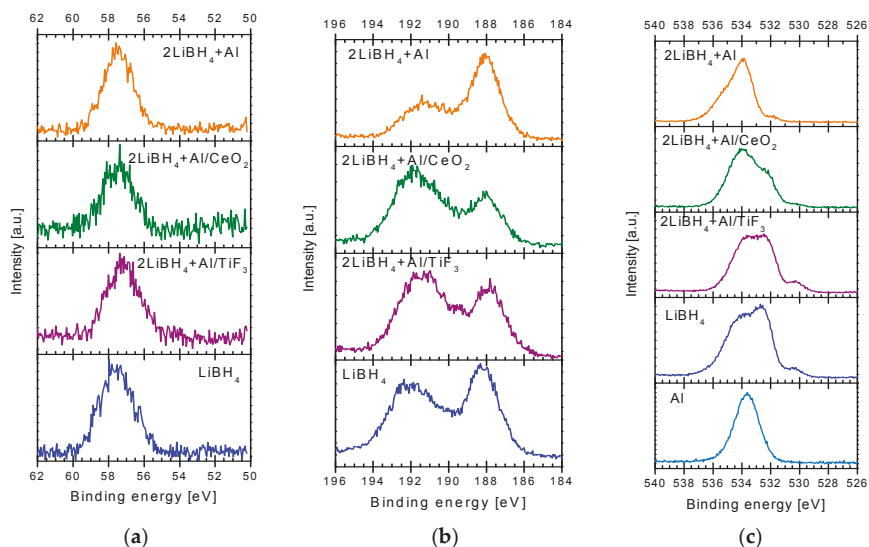 62 60 58 56 54 52 50
2LiBH4+Al
2LiBH4+Al/CeO2
2LiBH4+Al/TiF3
LiBH4
Intensity [a.u.]
62 60 58 56 54 52 50
Binding energy [eV]
(a)
196 194 192 190 188 186 184
2LiBH4+Al
2LiBH4+Al/CeO2
2LiBH4+Al/TiF3
LiBH4
Intensity [a.u.]
196 194 192 190 188 186 184
Binding energy [eV]
(b)
540 538 536 534 532 530 528 526
2LiBH4+Al
2LiBH4+Al/CeO2
2LiBH4+Al/TiF3
LiBH4
Al
Intensity [a.u.]
540 538 536 534 532 530 528 526
Binding energy [eV]
(c)